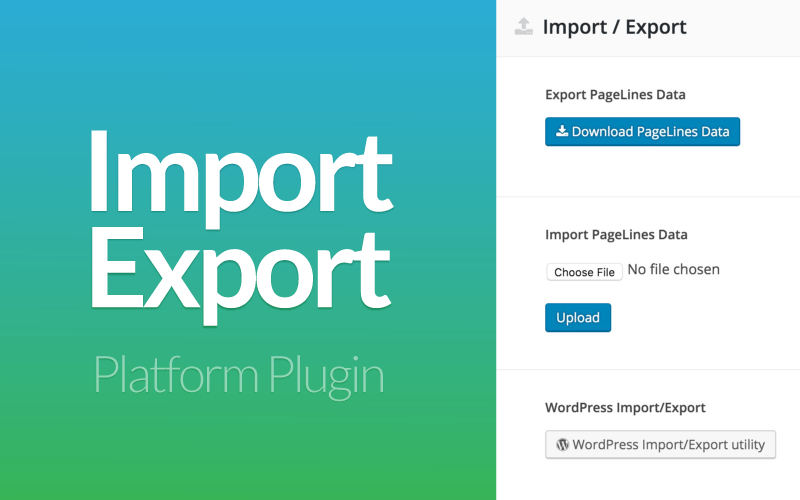 Import
Export
Platform Plugin
Import / Export
Export PageLines Data
Download PageLines Data
Import PageLines Data
Choose File No file chosen
Upload
WordPress Import/Export
WordPress Import/Export utility